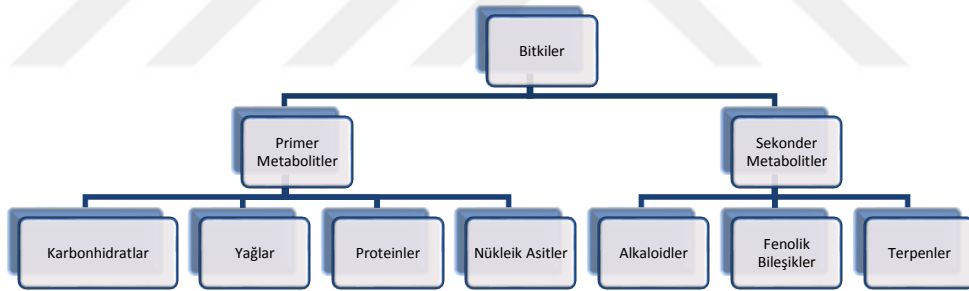 Bitkiler
Primer
Metabolitler
Sekonder
Metabolitler
Karbonhidratlar
Yağlar
Proteinler
Nükleik Asitler
Alkaloidler
Fenolik
Bileşikler
Terpenler